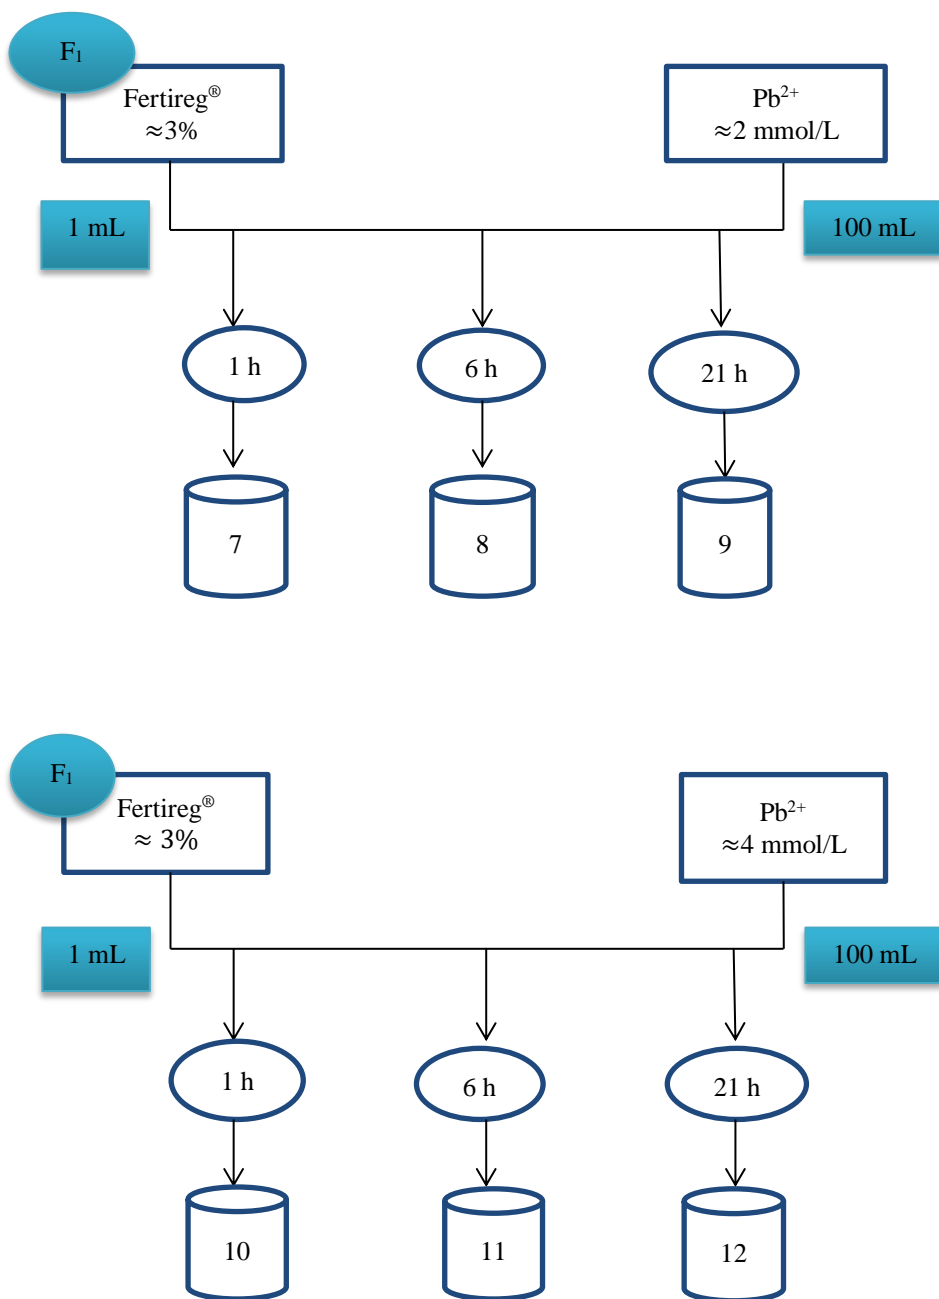 F₁
Fertireg®
≈3%
Pb²⁺
≈2 mmol/L
1 mL
100 mL
1 h
6 h
21 h
7
8
9
F₁
Fertireg®
≈ 3%
Pb²⁺
≈4 mmol/L
1 mL
100 mL
1 h
6 h
21 h
10
11
12